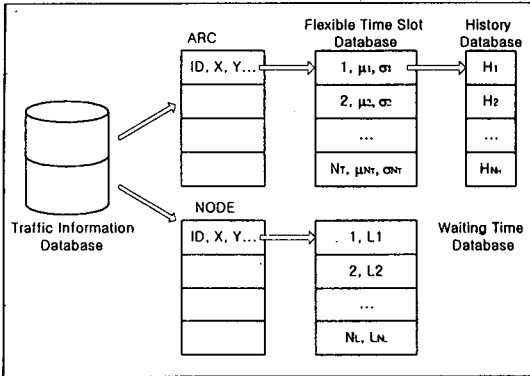 ARC
Flexible Time Slot
Database
History
Database
ID, X, Y...
1, μ1, σ1
H1
2, μ2, σ2
H2
...
...
NT, μNT, σNT
HNH
Traffic Information
Database
NODE
ID, X, Y...
1, L1
Waiting Time
Database
2, L2
...
NL, LNL